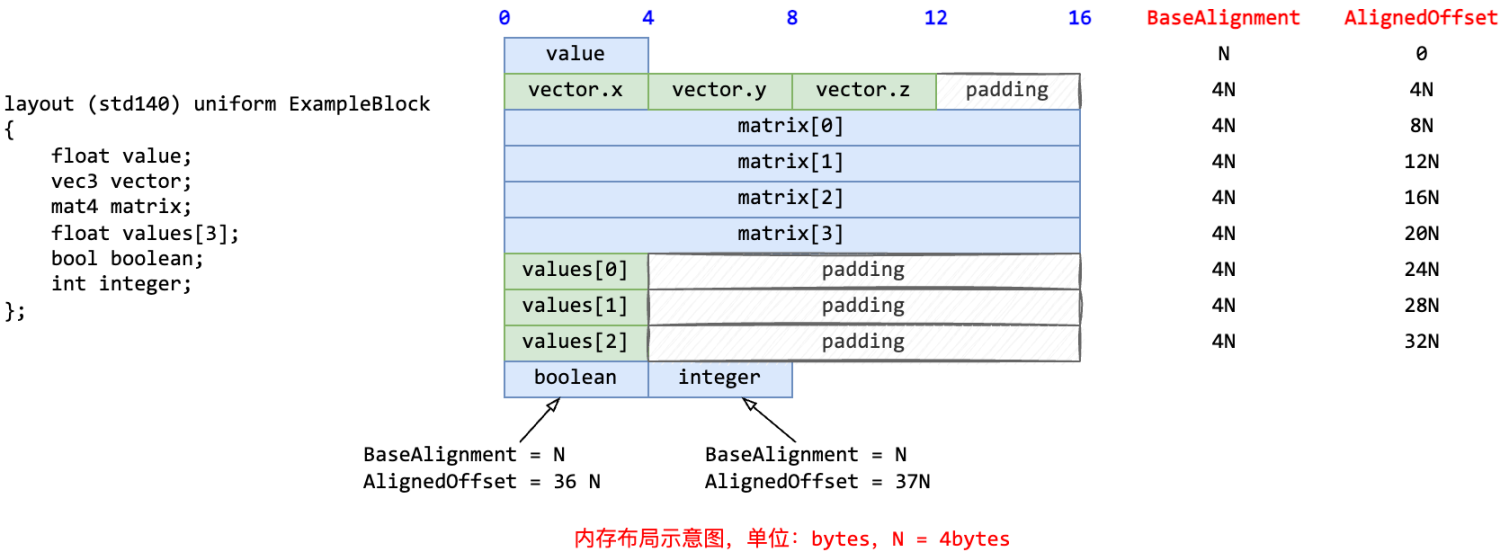 0 4 8 12 16 BaseAlignment AlignedOffset
value N 0
vector.x vector.y vector.z padding 4N 4N
layout (std140) uniform ExampleBlock
{
matrix[0] 4N 8N
float value;
matrix[1] 4N 12N
vec3 vector;
mat4 matrix;
matrix[2] 4N 16N
float values[3];
matrix[3] 4N 20N
bool boolean;
values[0] padding 4N 24N
int integer;
};
values[1] padding 4N 28N
values[2] padding 4N 32N
boolean integer
BaseAlignment = N BaseAlignment = N
AlignedOffset = 36 N AlignedOffset = 37N
内存布局示意图，单位：bytes，N = 4bytes